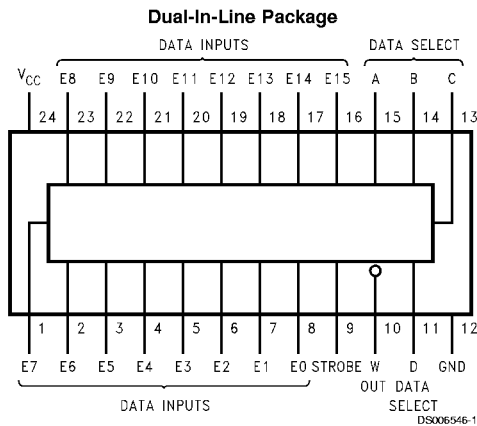 Dual-In-Line Package
DATA INPUTS DATA SELECT
VCC E8 E9 E10 E11 E12 E13 E14 E15 A B C
24 23 22 21 20 19 18 17 16 15 14 13
1 2 3 4 5 6 7 8 9 10 11 12
E7 E6 E5 E4 E3 E2 E1 E0 STROBE W D GND
OUT DATA
DATA INPUTS SELECT
DS006546-1